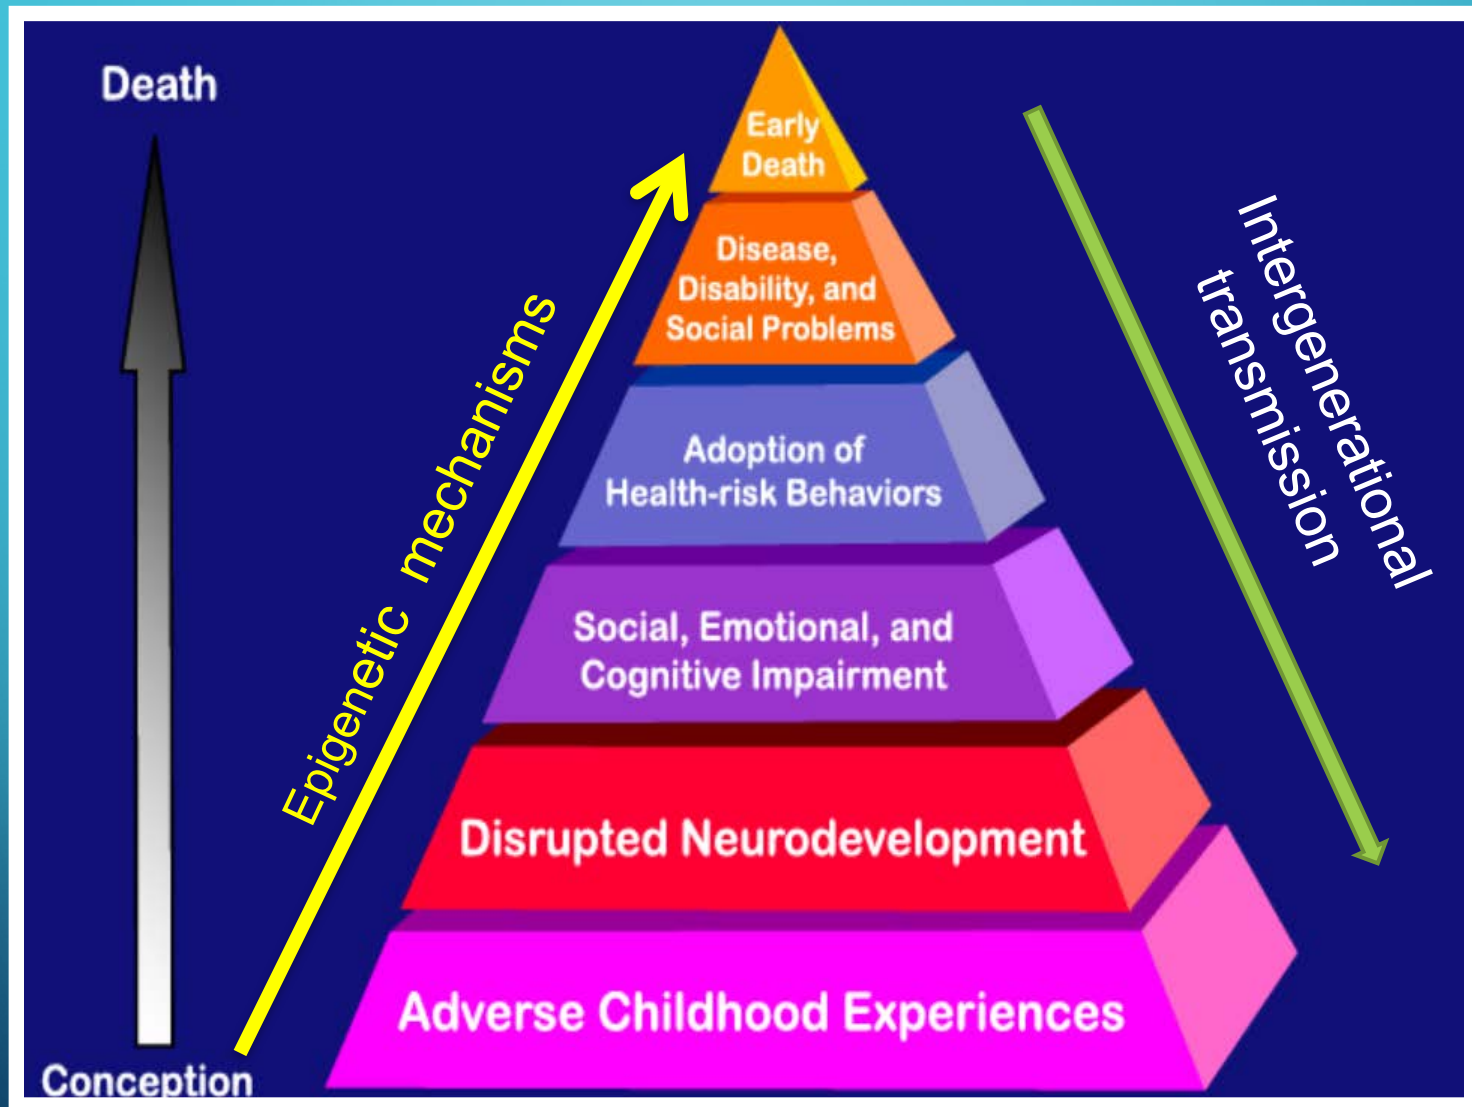 Death
Early
Death
Disease,
Disability, and
Social Problems
Adoption of
Health-risk Behaviors
Social, Emotional, and
Cognitive Impairment
Disrupted Neurodevelopment
Adverse Childhood Experiences
Conception
Epigenetic mechanisms
Intergenerational
transmission